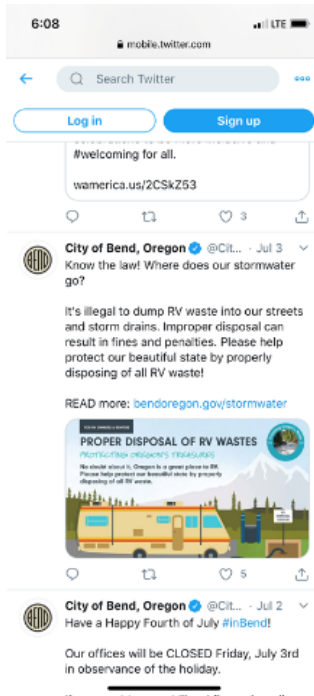 6:08
LTE
mobile.twitter.com
Search Twitter
Log in
Sign up
#welcoming for all.
wamerica.us/2CSkZ53
3
City of Bend, Oregon @Cit... · Jul 3
Know the law! Where does our stormwater
go?
It's illegal to dump RV waste into our streets
and storm drains. Improper disposal can
result in fines and penalties. Please help
protect our beautiful state by properly
disposing of all RV waste!
READ more: bendoregon.gov/stormwater
PROPER DISPOSAL OF RV WASTES
PROTECTING OREGON'S TREASURES
No doubt about it, Oregon is a great place to RV.
Please help protect our beautiful state by properly
disposing of all RV waste.
5
BEND
City of Bend, Oregon @Cit... · Jul 2
Have a Happy Fourth of July #inBend!
Our offices will be CLOSED Friday, July 3rd
in observance of the holiday.